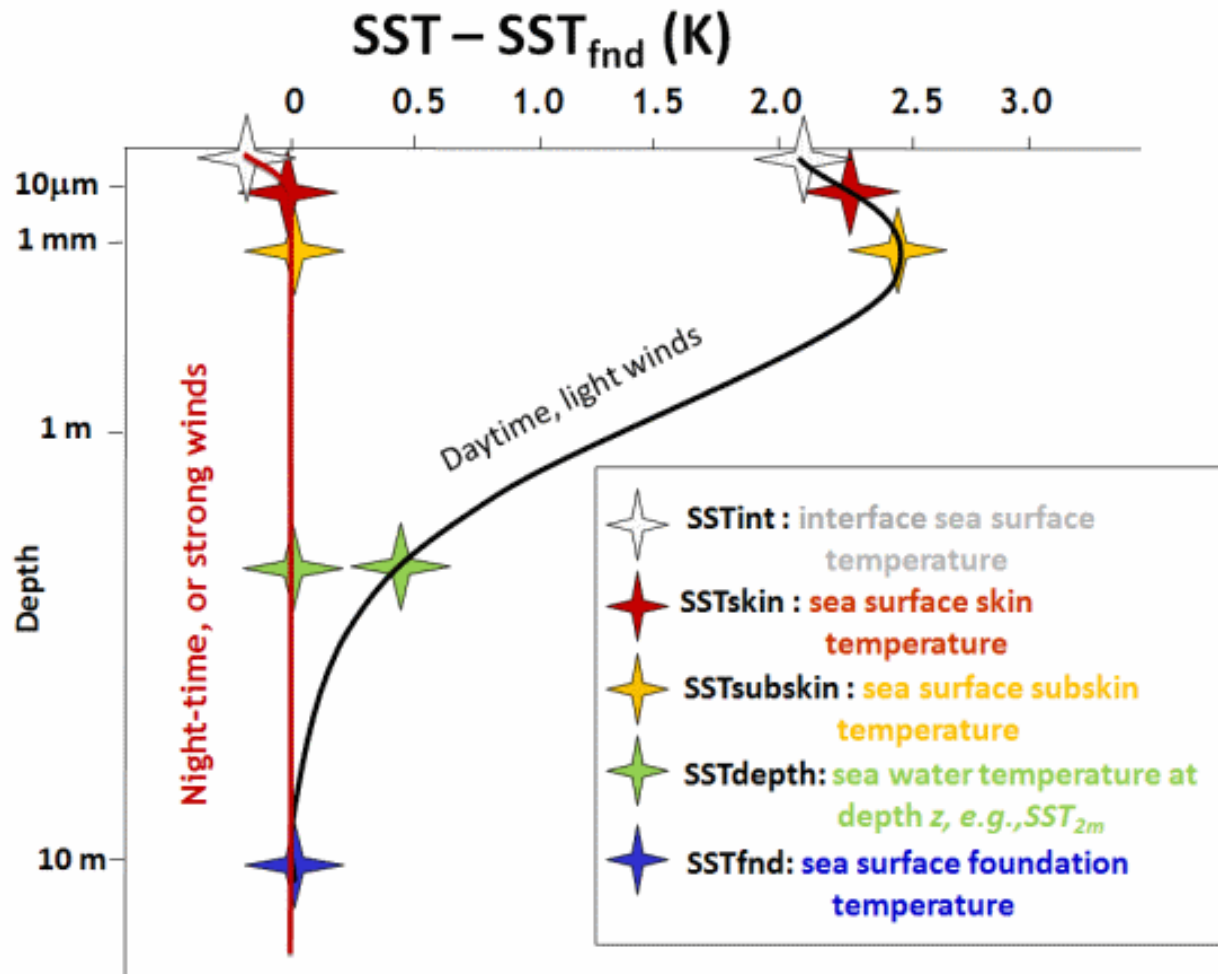 SST – SSTfnd (K)
0 0.5 1.0 1.5 2.0 2.5 3.0
10μm
1 mm
1 m
10 m
Depth
Night-time, or strong winds
Daytime, light winds
SSTint : interface sea surface
temperature
SSTskin : sea surface skin
temperature
SSTsubskin : sea surface subskin
temperature
SSTdepth: sea water temperature at
depth z, e.g.,SST2m
SSTfnd: sea surface foundation
temperature